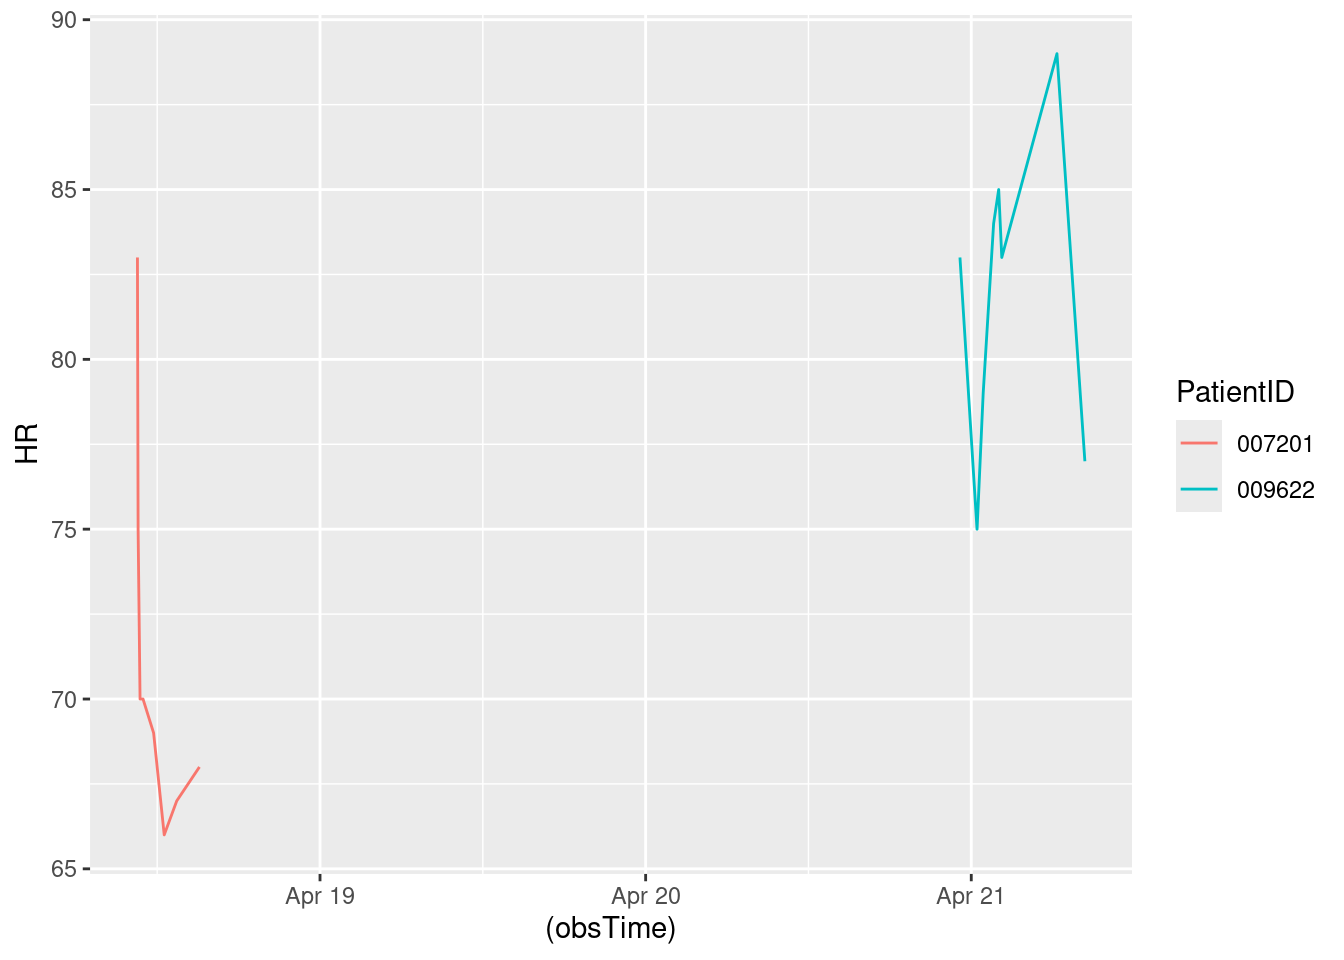 90
85
80
75
70
65
HR
Apr 19
Apr 20
Apr 21
(obsTime)
PatientID
007201
009622